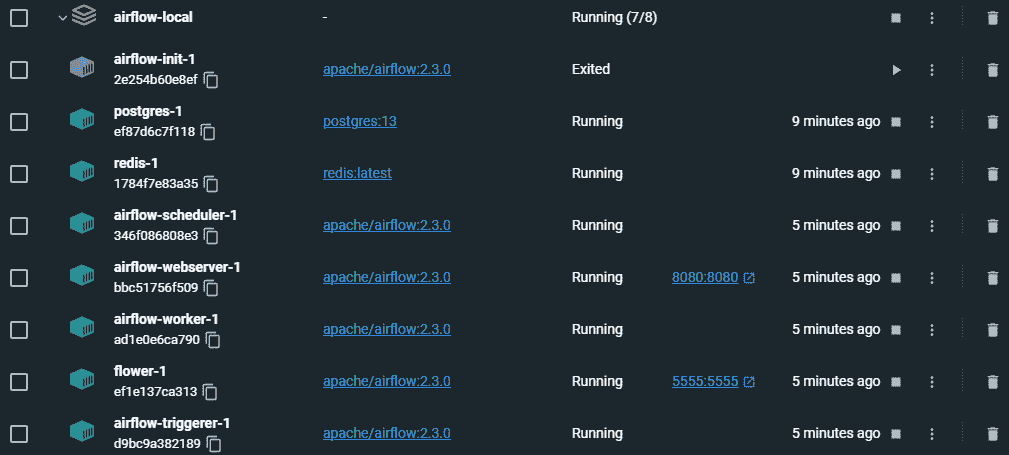 airflow-local - Running (7/8)
airflow-init-1
2e254b60e8ef apache/airflow:2.3.0 Exited
postgres-1
ef87d6c7f118 postgres:13 Running 9 minutes ago
redis-1
1784f7e83a35 redis:latest Running 9 minutes ago
airflow-scheduler-1
346f086808e3 apache/airflow:2.3.0 Running 5 minutes ago
airflow-webserver-1
bbc51756f509 apache/airflow:2.3.0 Running 8080:8080 5 minutes ago
airflow-worker-1
ad1e0e6ca790 apache/airflow:2.3.0 Running 5 minutes ago
flower-1
ef1e137ca313 apache/airflow:2.3.0 Running 5555:5555 5 minutes ago
airflow-triggerer-1
d9bc9a382189 apache/airflow:2.3.0 Running 5 minutes ago